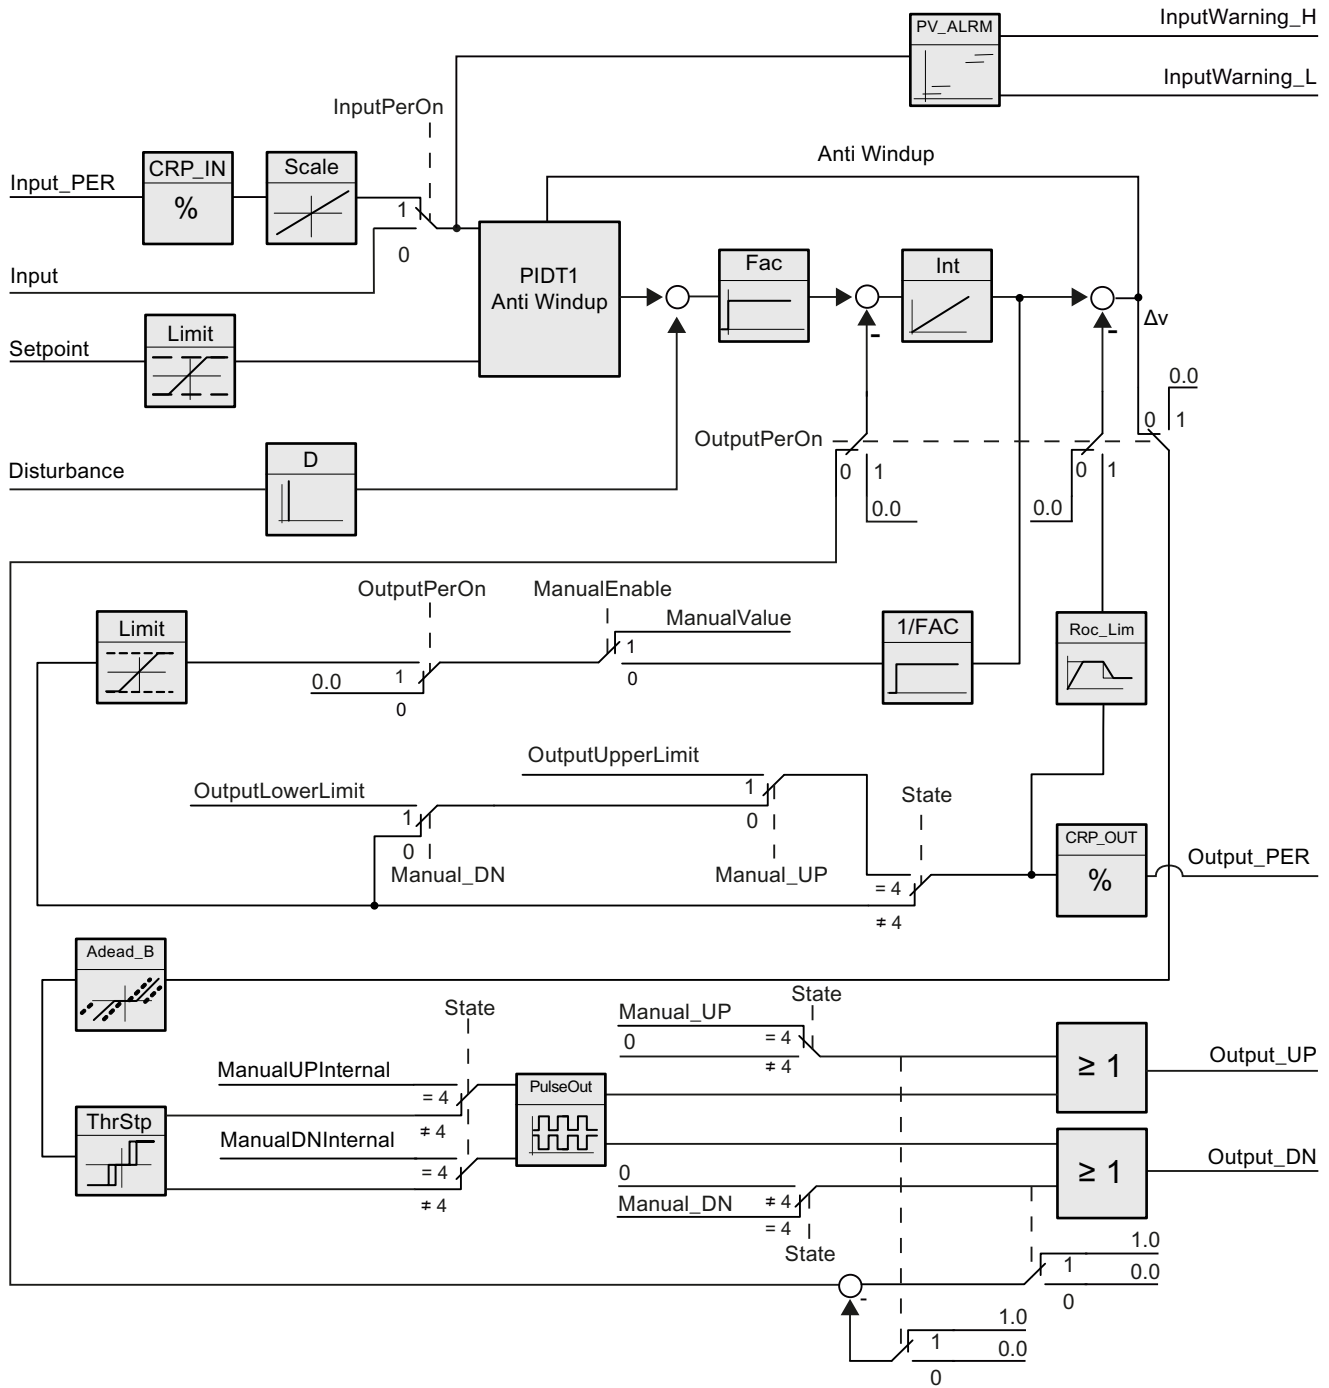 InputWarning_H
PV_ALRM
InputWarning_L
InputPerOn
Anti Windup
CRP_IN
Scale
Input_PER
%
1
0
Input
PIDT1
Anti Windup
Fac
Int
Δv
-
-
Setpoint
Limit
0.0
0
1
OutputPerOn
Disturbance
D
0
1
0
1
0.0
0.0
OutputPerOn
ManualEnable
ManualValue
Limit
1/FAC
Roc_Lim
1
0
0.0
1
0
OutputUpperLimit
OutputLowerLimit
1
0
State
1
0
Manual_DN
Manual_UP
CRP_OUT
%
Output_PER
= 4
≠ 4
Adead_B
State
State
Manual_UP
0
= 4
≠ 4
≥ 1
Output_UP
ManualUPInternal
= 4
≠ 4
PulseOut
ThrStp
ManualDNInternal
= 4
≠ 4
0
Manual_DN
≠ 4
= 4
State
≥ 1
Output_DN
1.0
1
0.0
0
-
1.0
1
0.0
0